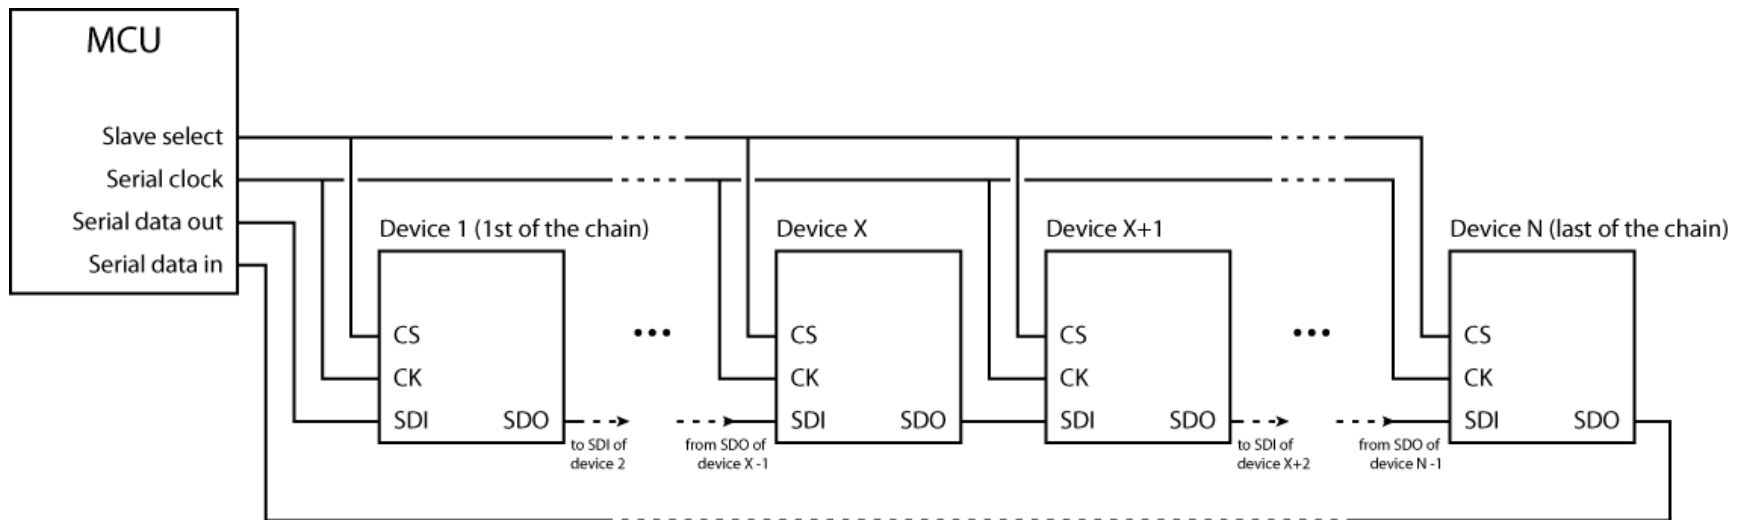 MCU
Slave select
Serial clock
Serial data out
Serial data in
Device 1 (1st of the chain)
Device X
Device X+1
Device N (last of the chain)
CS
CK
SDI SDO
to SDI of
device 2
•••
from SDO of
device X -1
CS
CK
SDI SDO
CS
CK
SDI SDO
to SDI of
device X+2
•••
from SDO of
device N -1
CS
CK
SDI SDO